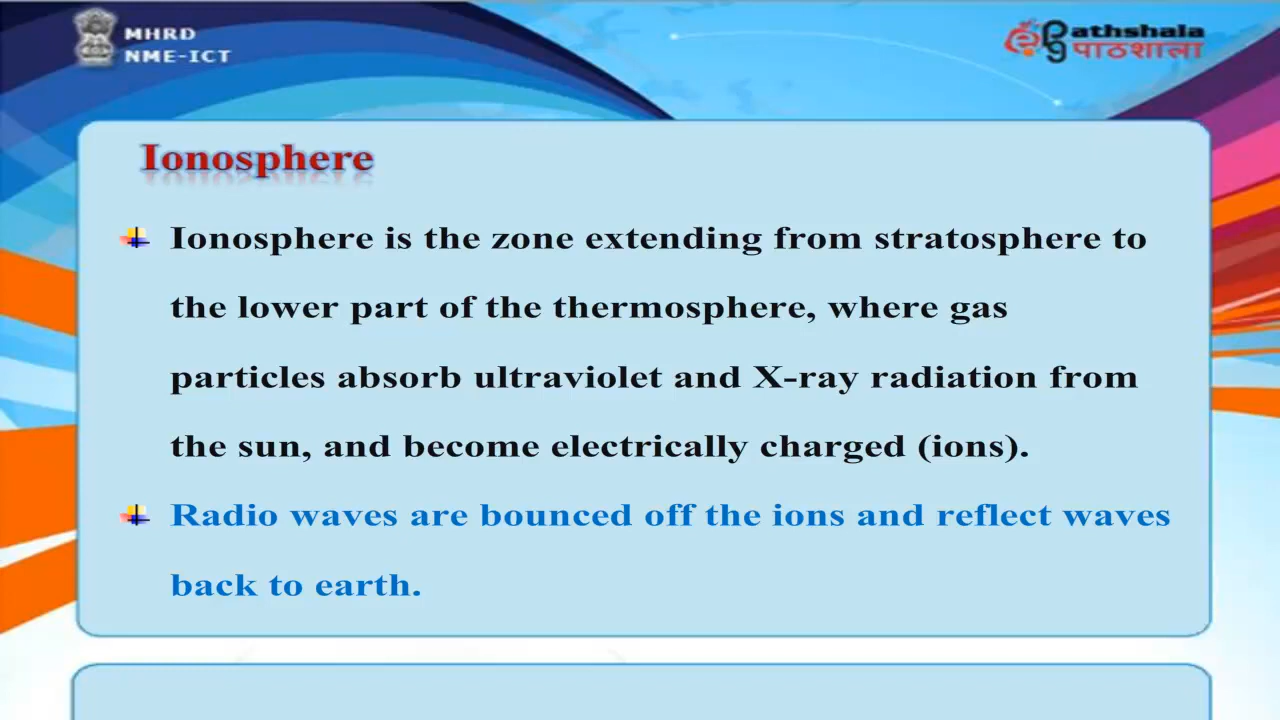 MHRD
NME-ICT
athshala
पाठशाला
Ionosphere
Ionosphere is the zone extending from stratosphere to
the lower part of the thermosphere, where gas
particles absorb ultraviolet and X-ray radiation from
the sun, and become electrically charged (ions).
Radio waves are bounced off the ions and reflect waves
back to earth.